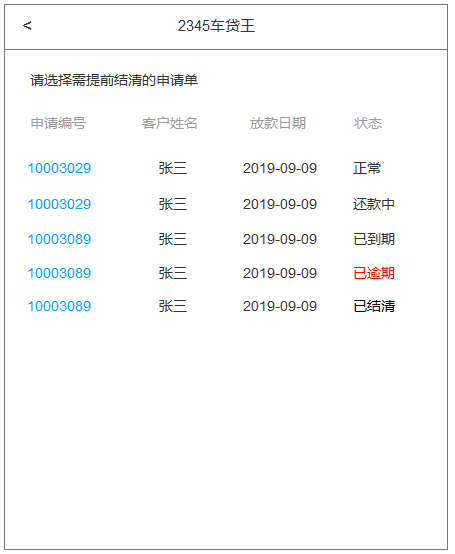 < 2345车贷王
请选择需提前结清的申请单
申请编号 客户姓名 放款日期 状态
10003029 张三 2019-09-09 正常
10003029 张三 2019-09-09 还款中
10003089 张三 2019-09-09 已到期
10003089 张三 2019-09-09 已逾期
10003089 张三 2019-09-09 已结清